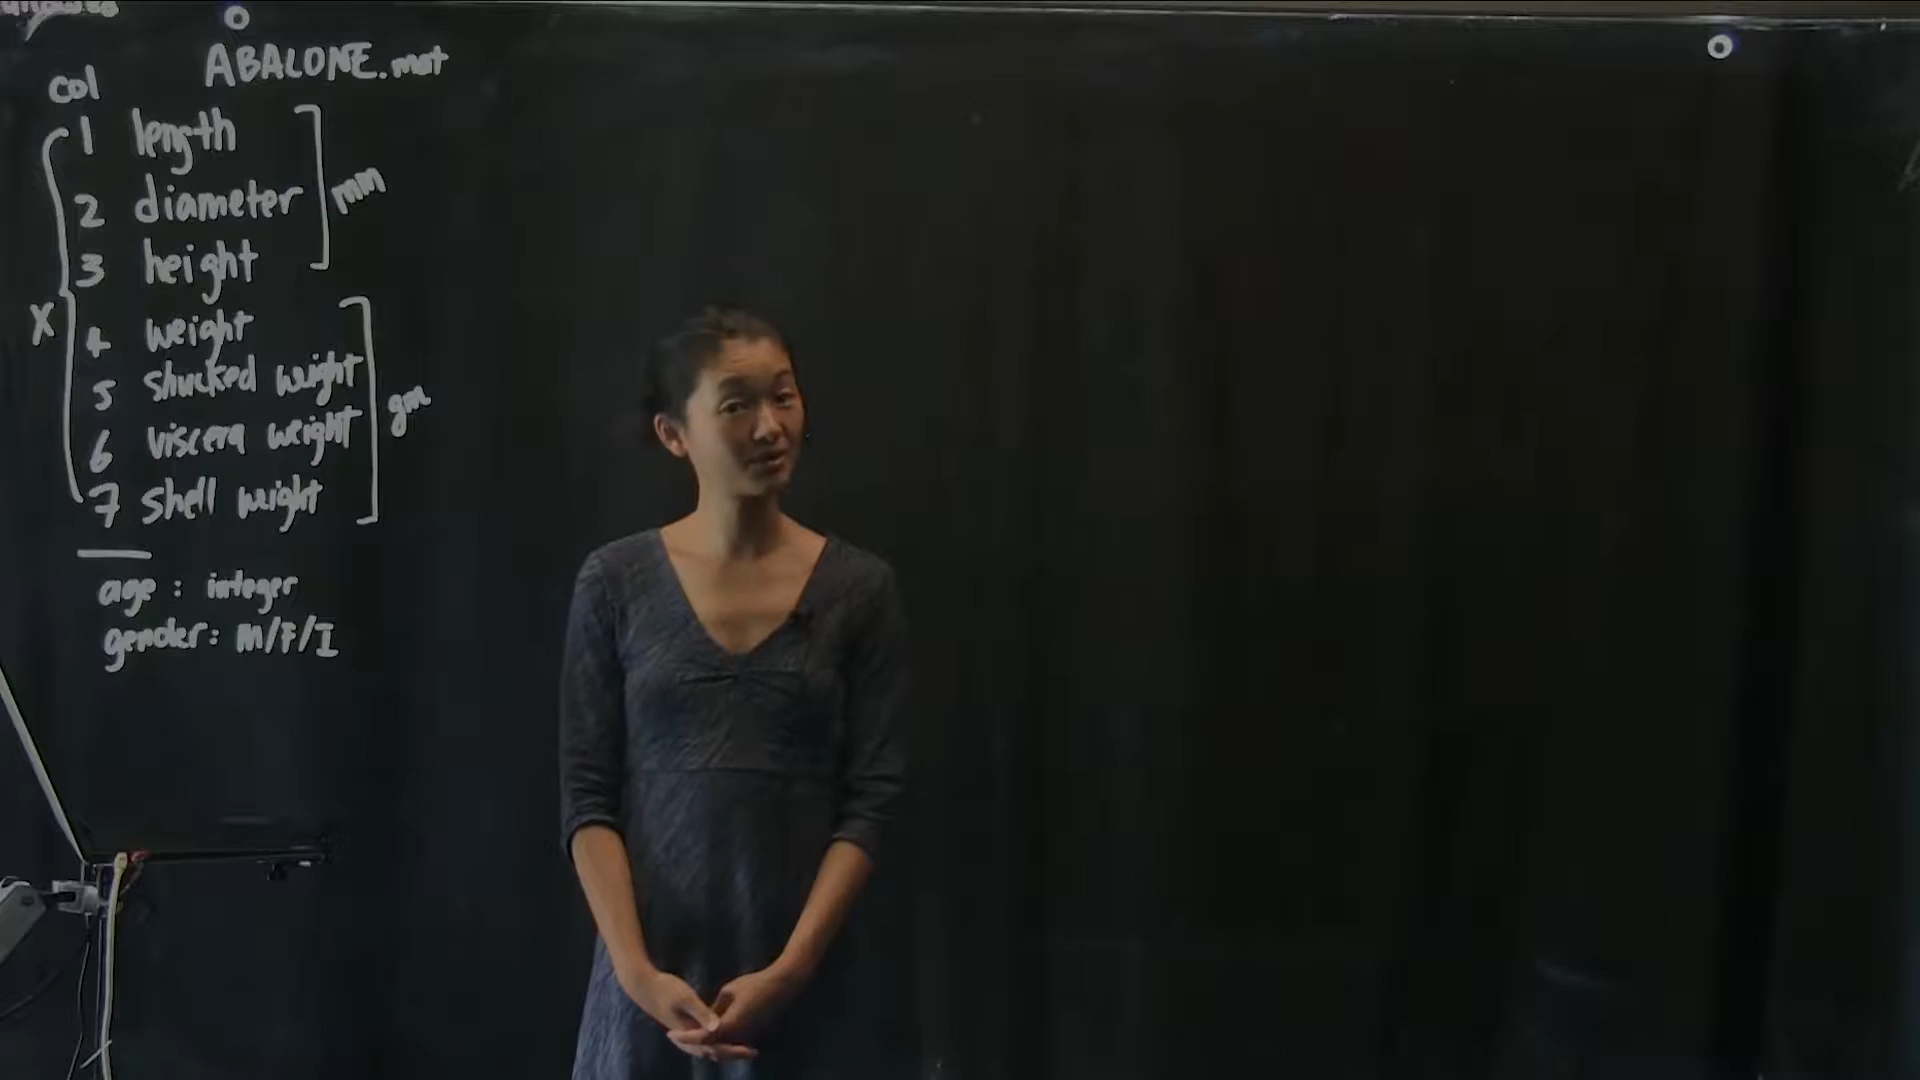 ABALONE.mat
col
1 length
2 diameter
mm
3 height
X
4 weight
5 shucked weight
gm
6 viscera weight
7 shell weight
age : integer
gender: M/F/I